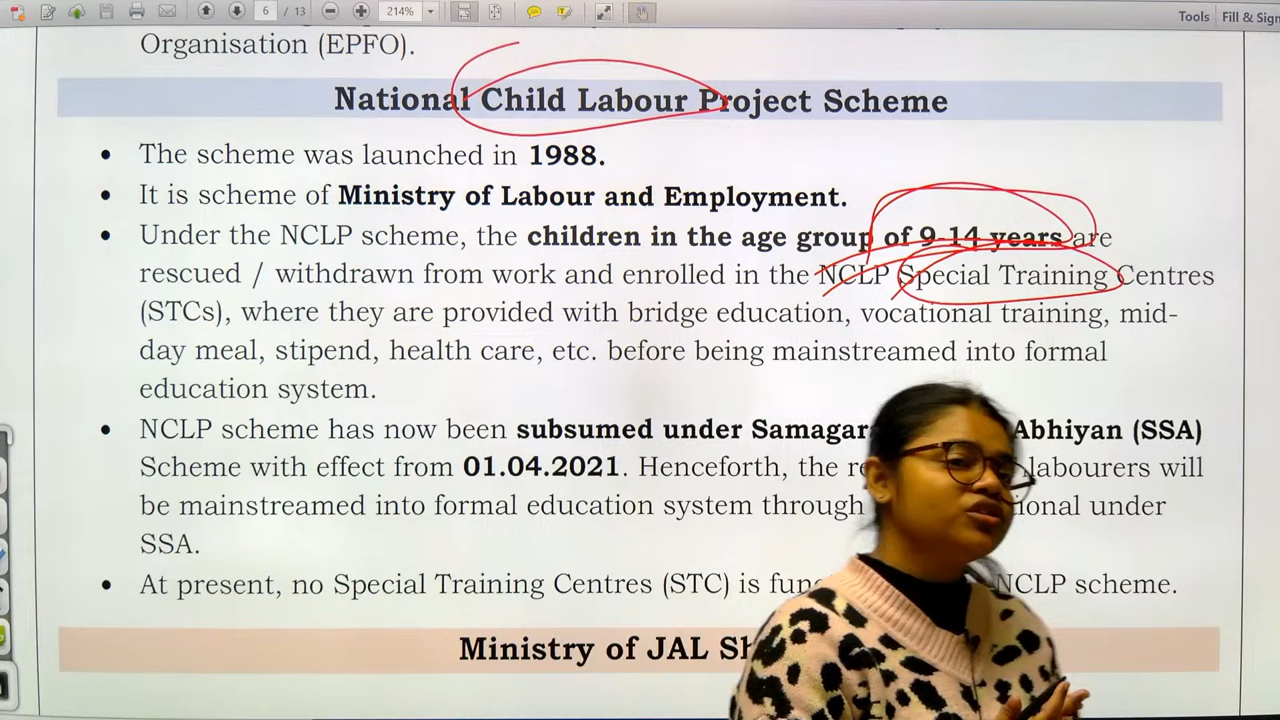 6 / 13
214%
Tools
Fill & Sign
Organisation (EPFO).
National Child Labour Project Scheme
• The scheme was launched in 1988.
• It is scheme of Ministry of Labour and Employment.
• Under the NCLP scheme, the children in the age group of 9-14 years are
rescued / withdrawn from work and enrolled in the NCLP Special Training Centres
(STCs), where they are provided with bridge education, vocational training, mid-
day meal, stipend, health care, etc. before being mainstreamed into formal
education system.
• NCLP scheme has now been subsumed under Abhiyan (SSA)
Scheme with effect from 01.04.2021. Henceforth, the labourers will
be mainstreamed into formal education system through under
SSA.
• At present, no Special Training Centres (STC) is NCLP scheme.
Ministry of JAL